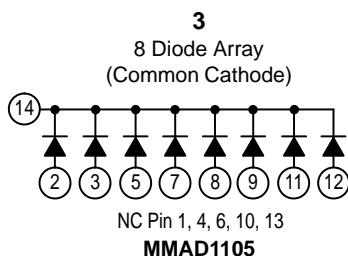 3
8 Diode Array
(Common Cathode)
14
2 3 5 7 8 9 11 12
NC Pin 1, 4, 6, 10, 13
MMAD1105